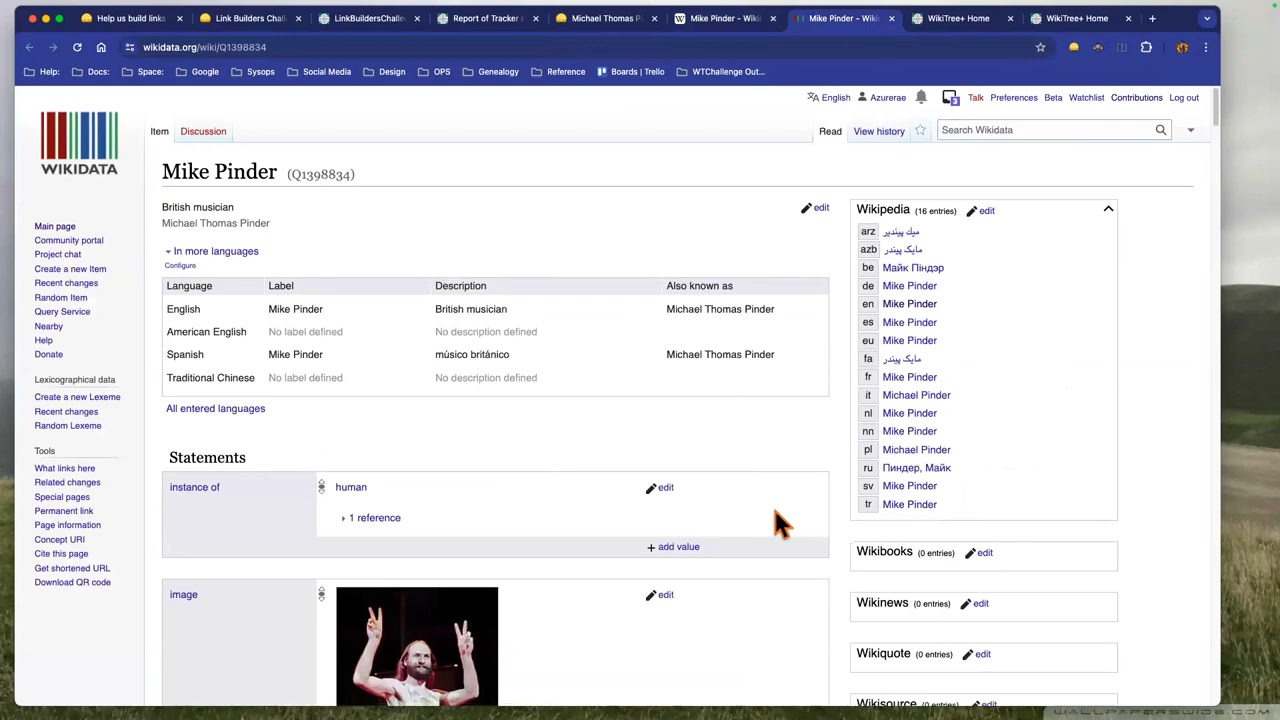 Help us build links
Link Builders Chall
LinkBuildersChalle
Report of Tracker
Michael Thomas P
Mike Pinder - Wiki
Mike Pinder - Wiki
WikiTree+ Home
WikiTree+ Home
wikidata.org/wiki/Q1398834
Help:
Docs:
Space:
Google
Sysops
Social Media
Design
OPS
Genealogy
Reference
Boards | Trello
WTChallenge Out...
English
Azurerae
3
Talk
Preferences
Beta
Watchlist
Contributions
Log out
WIKIDATA
Item
Discussion
Read
View history
Search Wikidata
Main page
Community portal
Project chat
Create a new Item
Recent changes
Random Item
Query Service
Nearby
Help
Donate
Lexicographical data
Create a new Lexeme
Recent changes
Random Lexeme
Tools
What links here
Related changes
Special pages
Permanent link
Page information
Concept URI
Cite this page
Get shortened URL
Download QR code
Mike Pinder (Q1398834)
British musician
edit
Michael Thomas Pinder
In more languages
Configure
Language Label Description Also known as
English Mike Pinder British musician Michael Thomas Pinder
American English No label defined No description defined
Spanish Mike Pinder músico británico Michael Thomas Pinder
Traditional Chinese No label defined No description defined
All entered languages
Statements
instance of human edit
1 reference
+ add value
image edit
Wikipedia (16 entries) edit
arz ميك پيندير
azb مایک پیندر
be Майк Піндэр
de Mike Pinder
en Mike Pinder
es Mike Pinder
eu Mike Pinder
fa مایک پیندر
fr Mike Pinder
it Michael Pinder
nl Mike Pinder
nn Mike Pinder
pl Michael Pinder
ru Пиндер, Майк
sv Mike Pinder
tr Mike Pinder
Wikibooks (0 entries) edit
Wikinews (0 entries) edit
Wikiquote (0 entries) edit
Wikisource (0 entries) edit
WALLPAPERSWIDE.COM